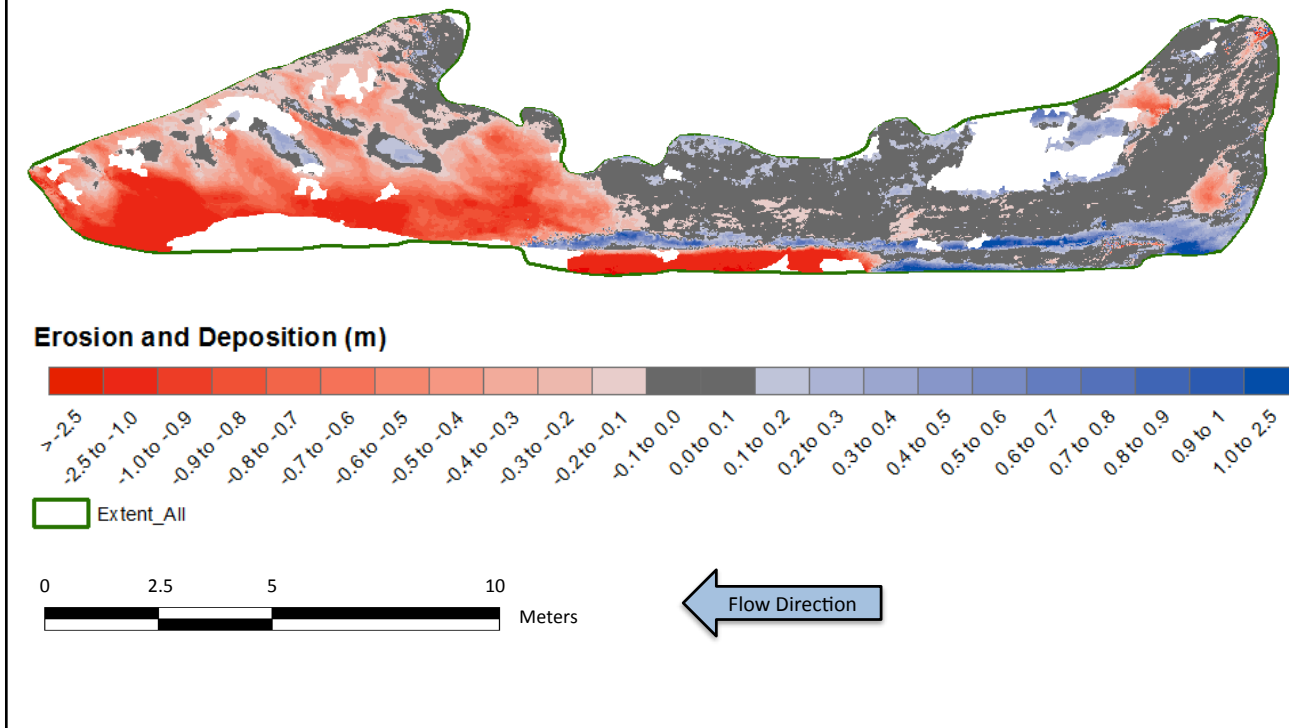 Erosion and Deposition (m)
> -2.5
-2.5 to -1.0
-1.0 to -0.9
-0.9 to -0.8
-0.8 to -0.7
-0.7 to -0.6
-0.6 to -0.5
-0.5 to -0.4
-0.4 to -0.3
-0.3 to -0.2
-0.2 to -0.1
-0.1 to 0.0
0.0 to 0.1
0.1 to 0.2
0.2 to 0.3
0.3 to 0.4
0.4 to 0.5
0.5 to 0.6
0.6 to 0.7
0.7 to 0.8
0.8 to 0.9
0.9 to 1
1.0 to 2.5
Extent_All
0 2.5 5 10
Meters
Flow Direction